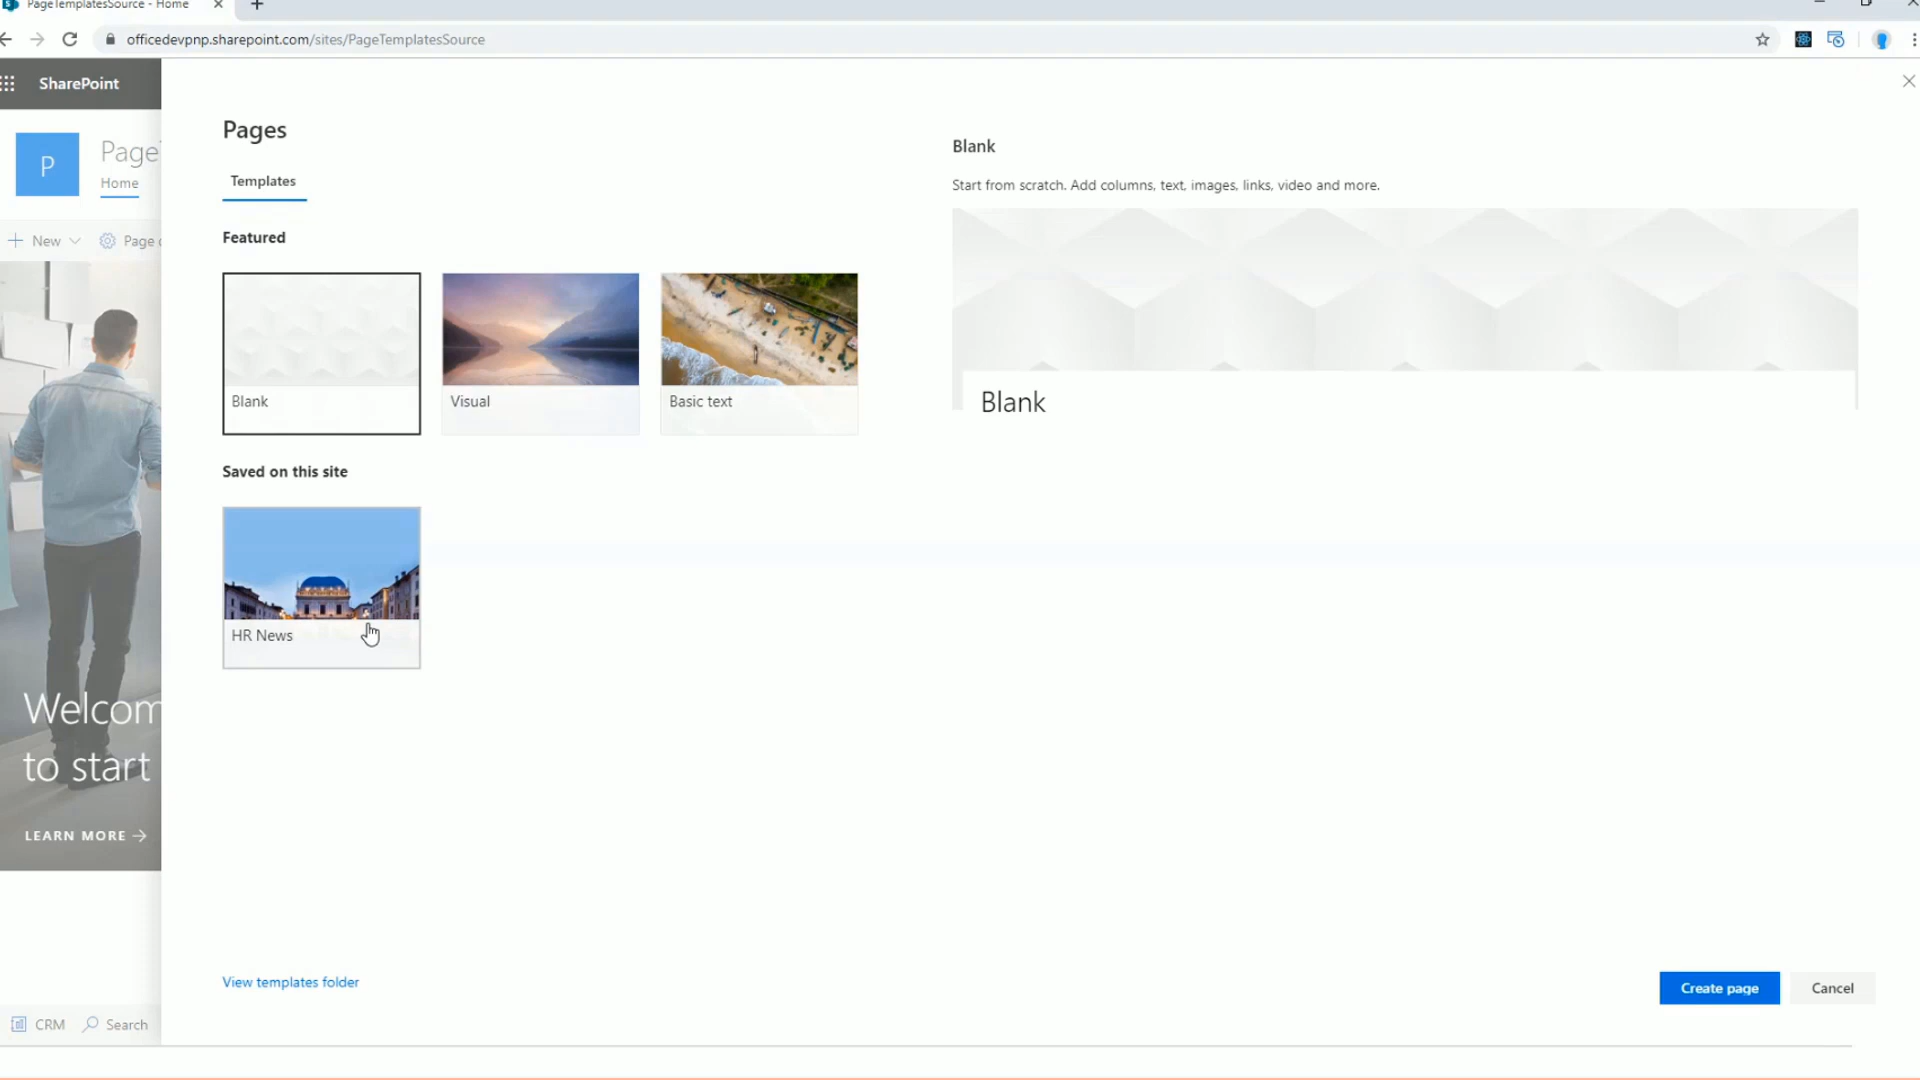 PageTemplatesSource - Home
officedevpnp.sharepoint.com/sites/PageTemplatesSource
SharePoint
P
Page
Home
New
Page
Welcom
to start
LEARN MORE
CRM
Search
Pages
Templates
Featured
Blank
Visual
Basic text
Saved on this site
HR News
View templates folder
Blank
Start from scratch. Add columns, text, images, links, video and more.
Blank
Create page
Cancel